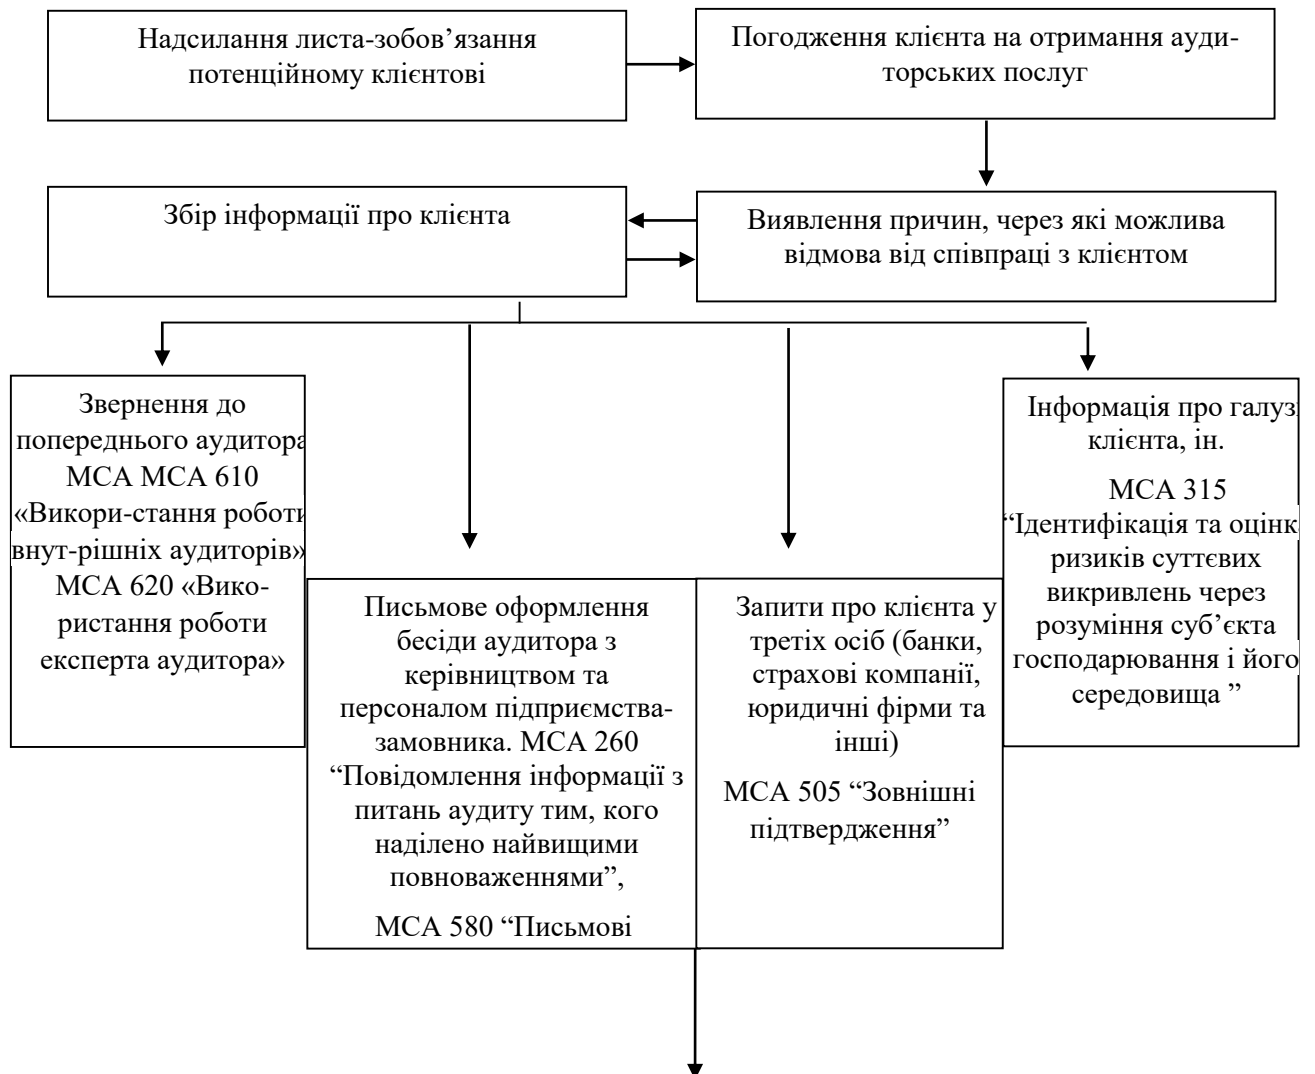 Надсилання листа-зобов’язання
потенційному клієнтові
Погодження клієнта на отримання ауди-
торських послуг
Збір інформації про клієнта
Виявлення причин, через які можлива
відмова від співпраці з клієнтом
Звернення до
попереднього аудитора
МСА МСА 610
«Викори-стання роботи
внут-рішніх аудиторів»
МСА 620 «Вико-
ристання роботи
експерта аудитора»
Письмове оформлення
бесіди аудитора з
керівництвом та
персоналом підприємства-
замовника. МСА 260
“Повідомлення інформації з
питань аудиту тим, кого
наділено найвищими
повноваженнями”,
МСА 580 “Письмові
Запити про клієнта у
третіх осіб (банки,
страхові компанії,
юридичні фірми та
інші)
МСА 505 “Зовнішні
підтвердження”
Інформація про галузі
клієнта, ін.
МСА 315
“Ідентифікація та оцінк
ризиків суттєвих
викривлень через
розуміння суб’єкта
господарювання і його
середовища ”